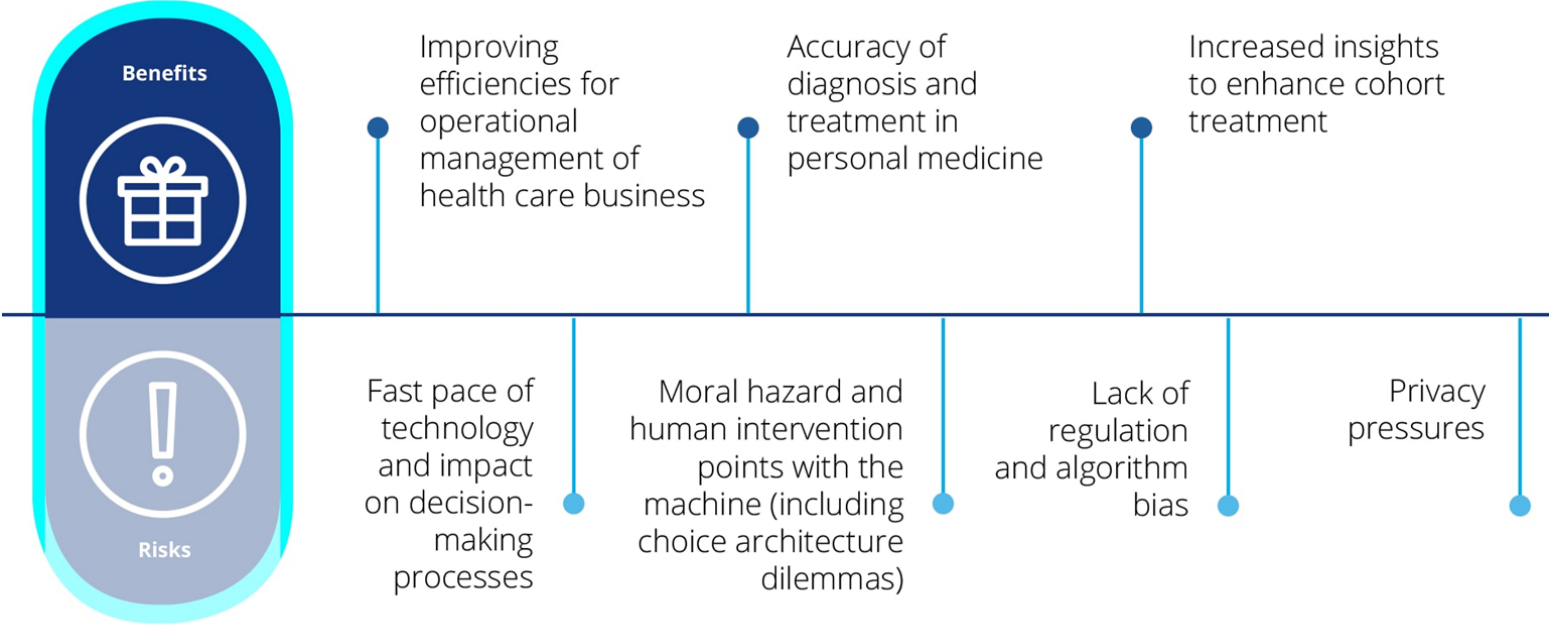 Benefits
Improving
efficiencies for
operational
management of
health care business
Accuracy of
diagnosis and
treatment in
personal medicine
Increased insights
to enhance cohort
treatment
Risks
Fast pace of
technology
and impact
on decision-
making
processes
Moral hazard and
human intervention
points with the
machine (including
choice architecture
dilemmas)
Lack of
regulation
and algorithm
bias
Privacy
pressures